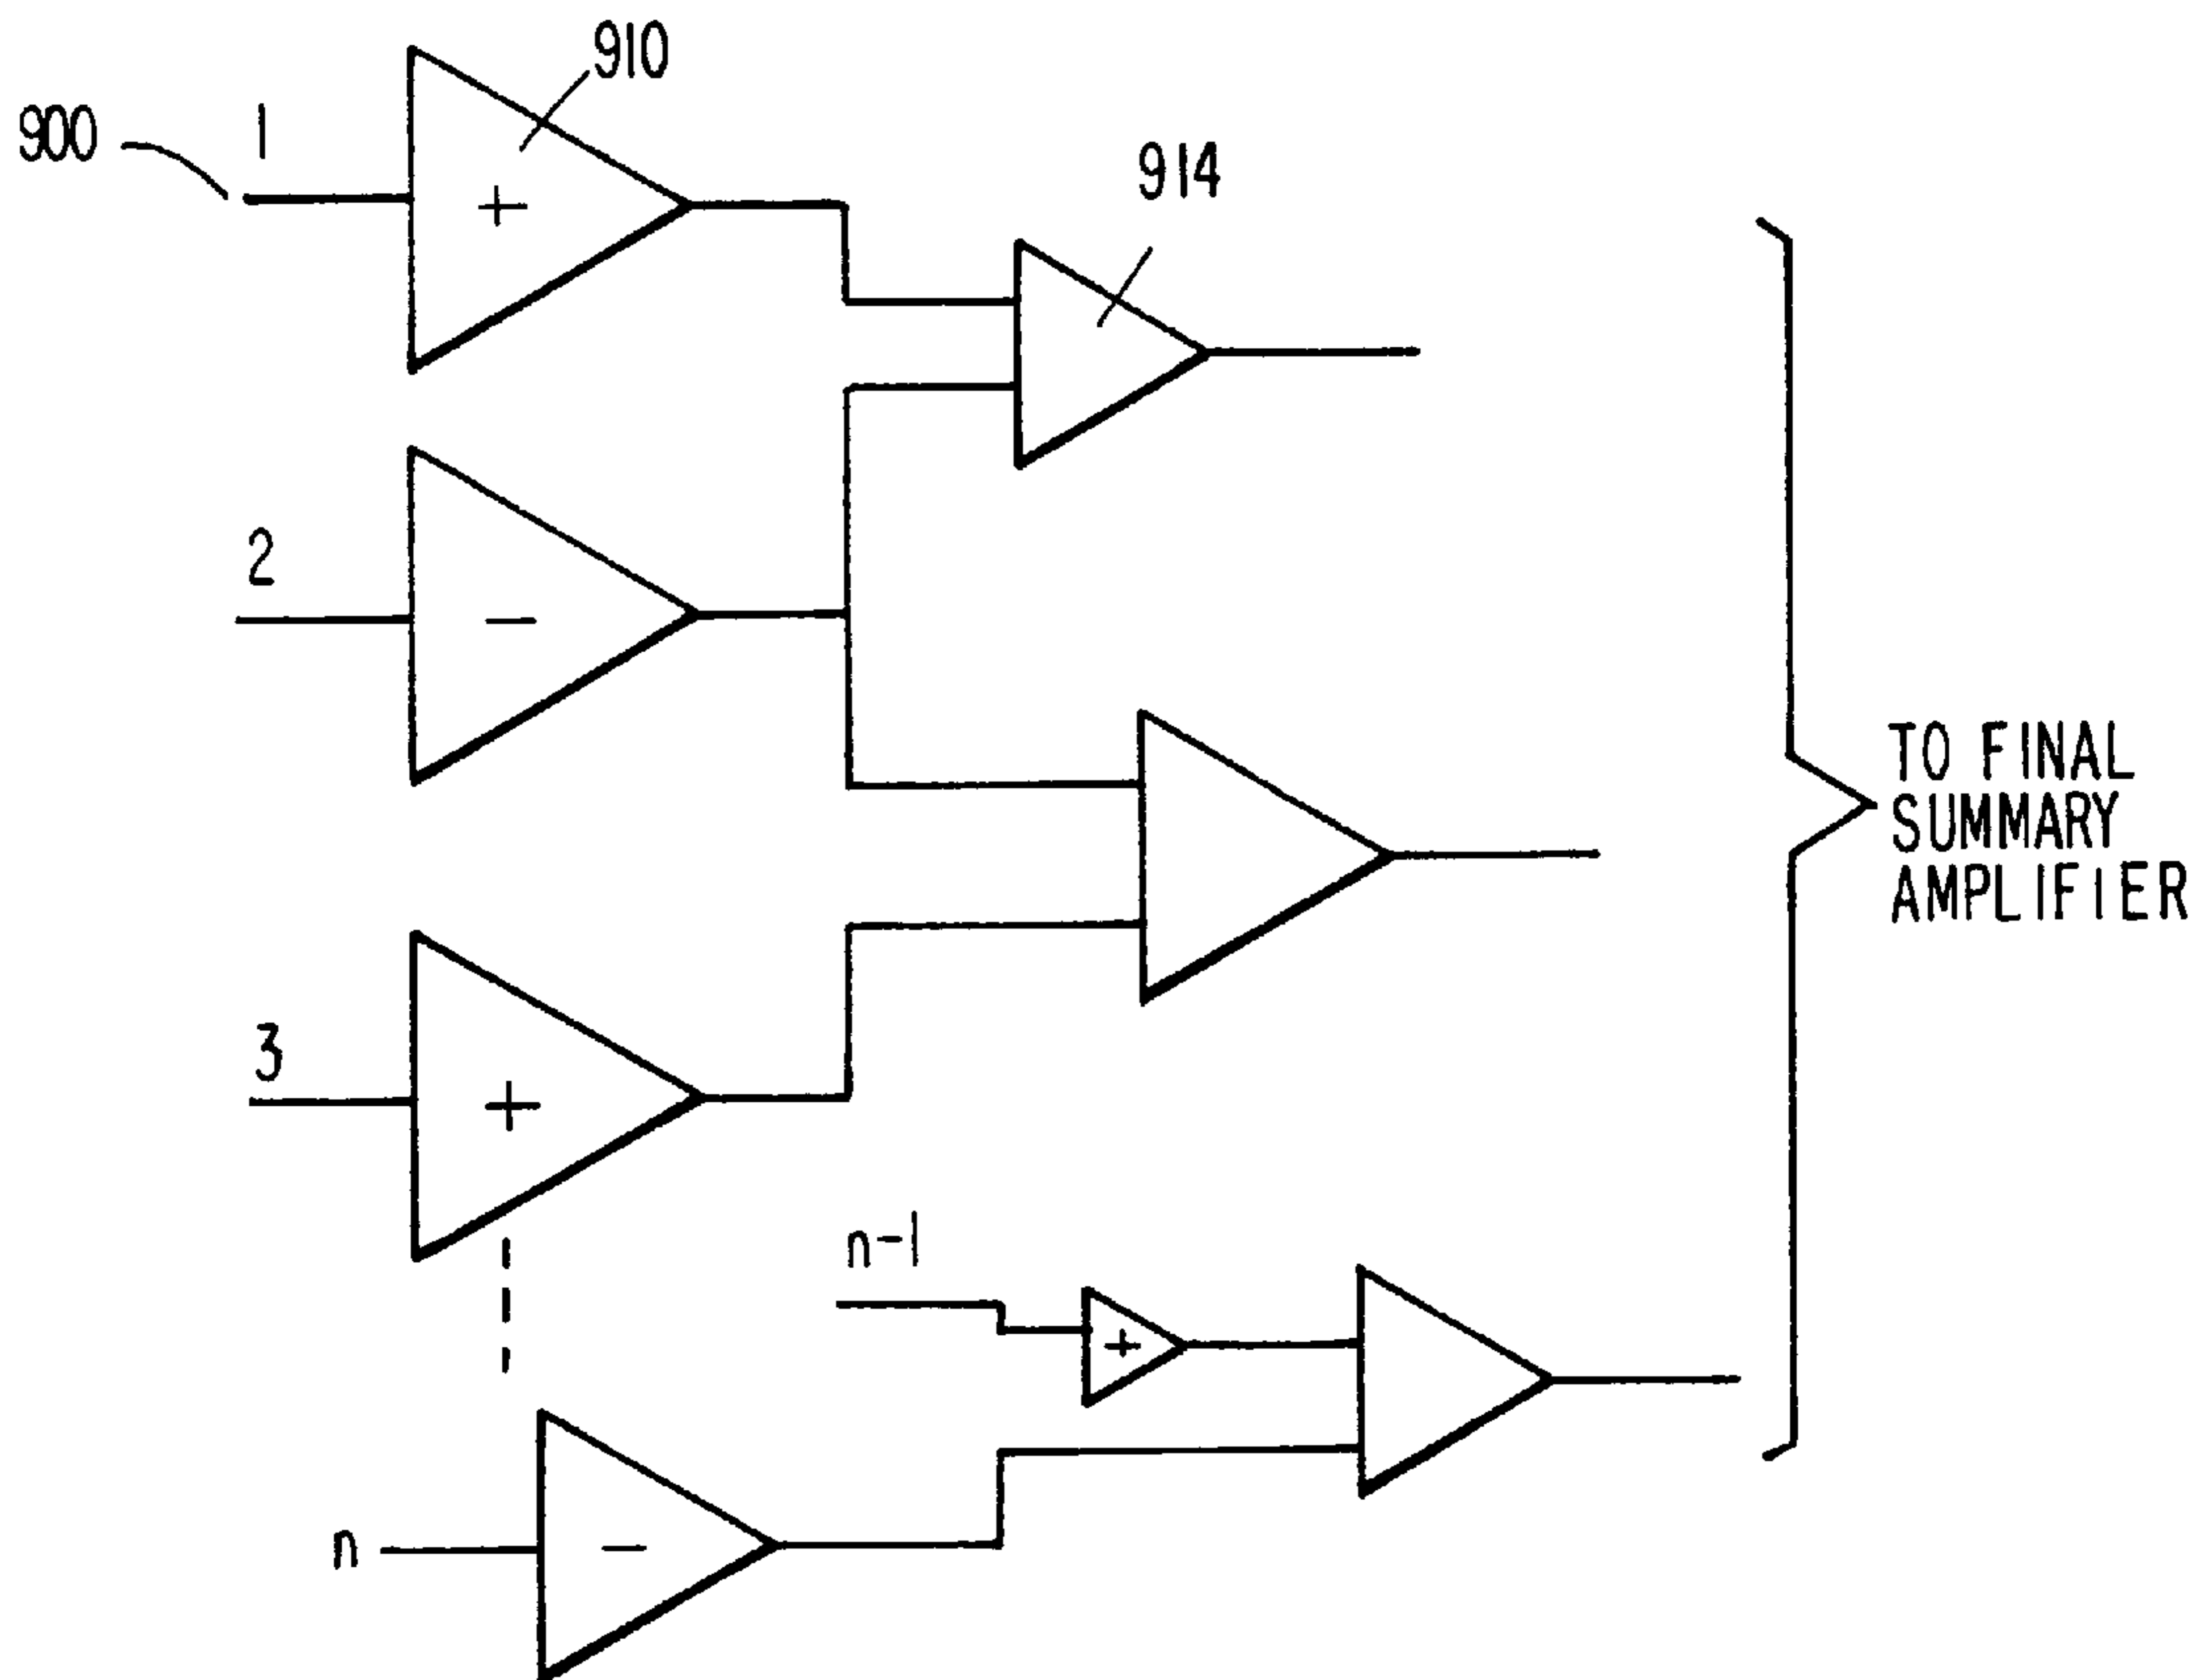 910
900
1
+
914
2
−
TO FINAL
SUMMARY
AMPLIFIER
3
+
n-1
+
n
−